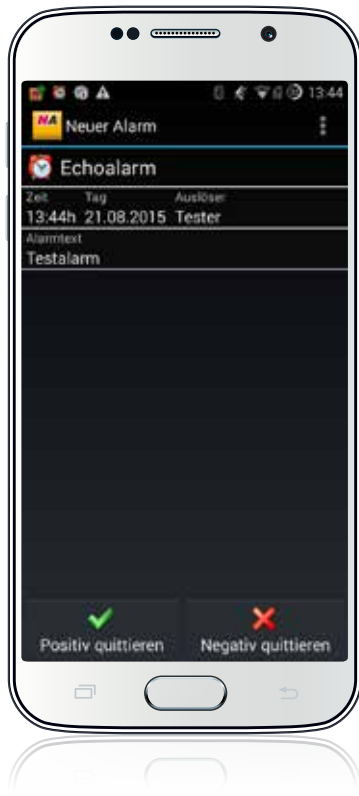 13:44
NA Neuer Alarm
Echoalarm
Zeit Tag Auslöser
13:44h 21.08.2015 Tester
Alarmtext
Testalarm
Positiv quittieren Negativ quittieren